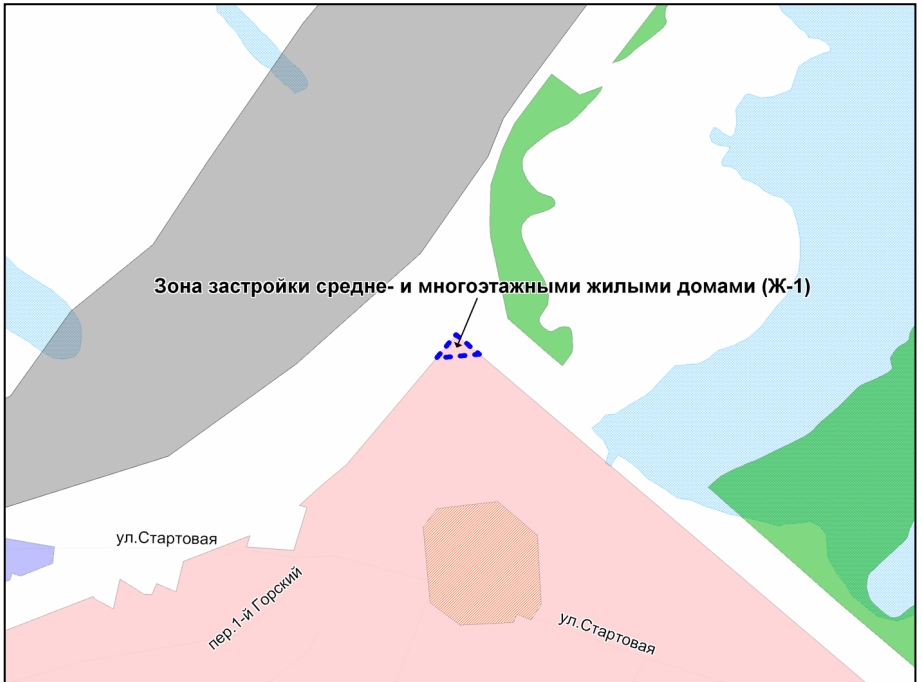 Зона застройки средне- и многоэтажными жилыми домами (Ж-1)
ул.Стартовая
пер.1-й Горский
ул.Стартовая